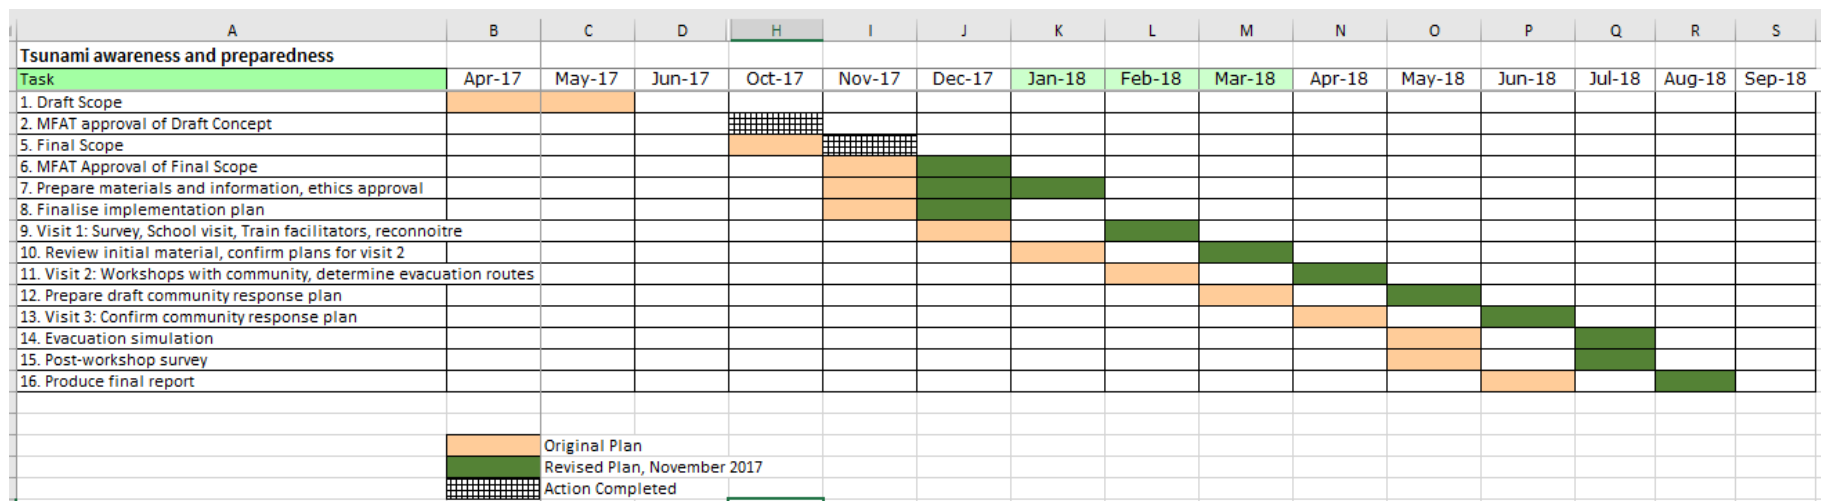 A B C D H I J K L M N O P Q R S
Tsunami awareness and preparedness
Task Apr-17 May-17 Jun-17 Oct-17 Nov-17 Dec-17 Jan-18 Feb-18 Mar-18 Apr-18 May-18 Jun-18 Jul-18 Aug-18 Sep-18
1. Draft Scope
2. MFAT approval of Draft Concept
5. Final Scope
6. MFAT Approval of Final Scope
7. Prepare materials and information, ethics approval
8. Finalise implementation plan
9. Visit 1: Survey, School visit, Train facilitators, reconnoitre
10. Review initial material, confirm plans for visit 2
11. Visit 2: Workshops with community, determine evacuation routes
12. Prepare draft community response plan
13. Visit 3: Confirm community response plan
14. Evacuation simulation
15. Post-workshop survey
16. Produce final report
Original Plan
Revised Plan, November 2017
Action Completed